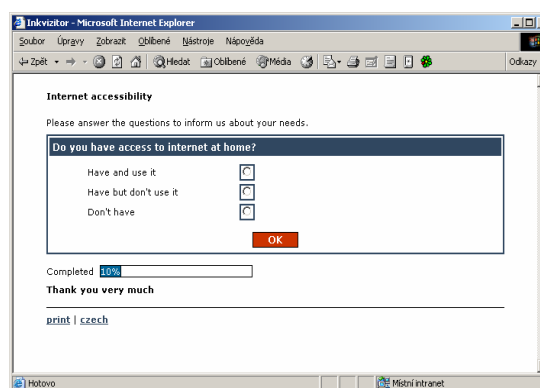 Inkvizitor - Microsoft Internet Explorer
Soubor Úpravy Zobrazit Oblíbené Nástroje Nápověda
Zpět Hledat Oblíbené Média Odkazy
Internet accessibility
Please answer the questions to inform us about your needs.
Do you have access to internet at home?
Have and use it
Have but don't use it
Don't have
OK
Completed 10%
Thank you very much
print | czech
Hotovo Místní intranet